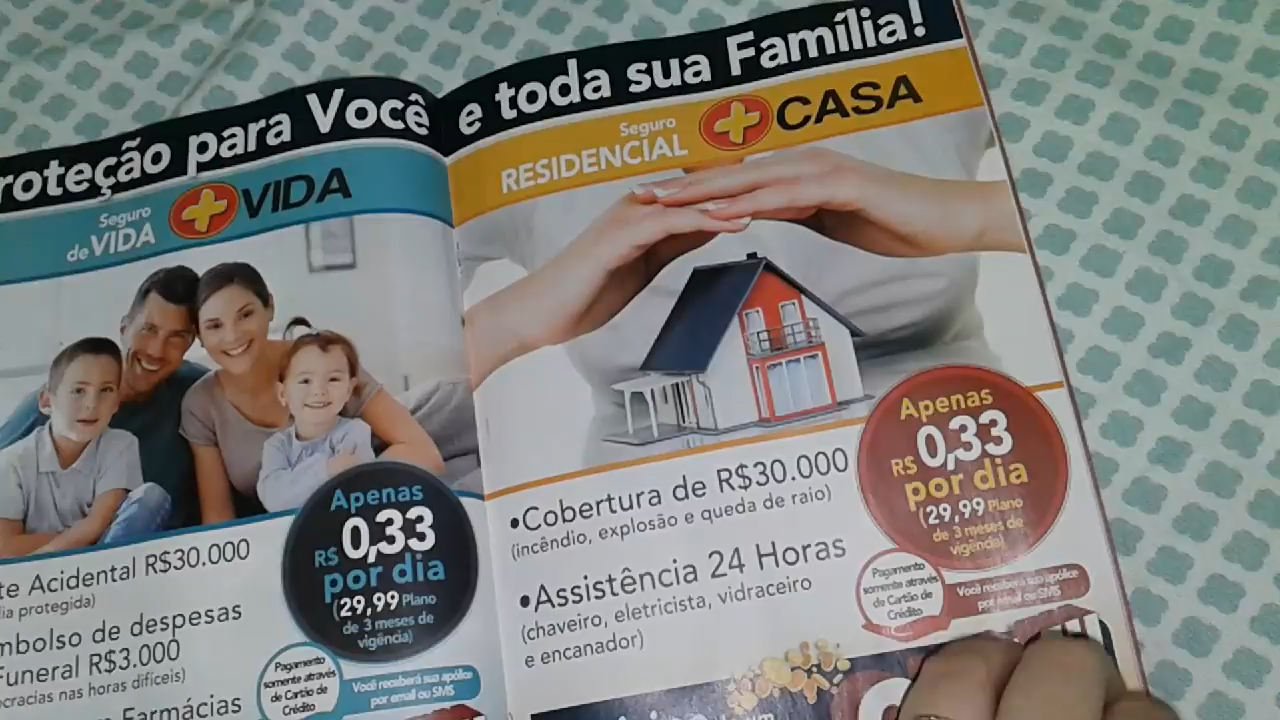 roteção para Você e toda sua Família!
Seguro
de VIDA
+VIDA
Apenas
R$ 0,33
por dia
(29,99 Plano
de 3 meses de
vigência)
te Acidental R$30.000
lia protegida)
mbolso de despesas
Funeral R$3.000
ocracias nas horas difíceis)
Farmácias
Pagamento
somente através
de Cartão de
Crédito
Você receberá sua apólice
por email ou SMS
Seguro
RESIDENCIAL
+CASA
Apenas
R$ 0,33
por dia
(29,99 Plano
de 3 meses de
vigência)
•Cobertura de R$30.000
(incêndio, explosão e queda de raio)
•Assistência 24 Horas
(chaveiro, eletricista, vidraceiro
e encanador)
Pagamento
somente através
de Cartão de
Crédito
Você receberá sua apólice
por email ou SMS